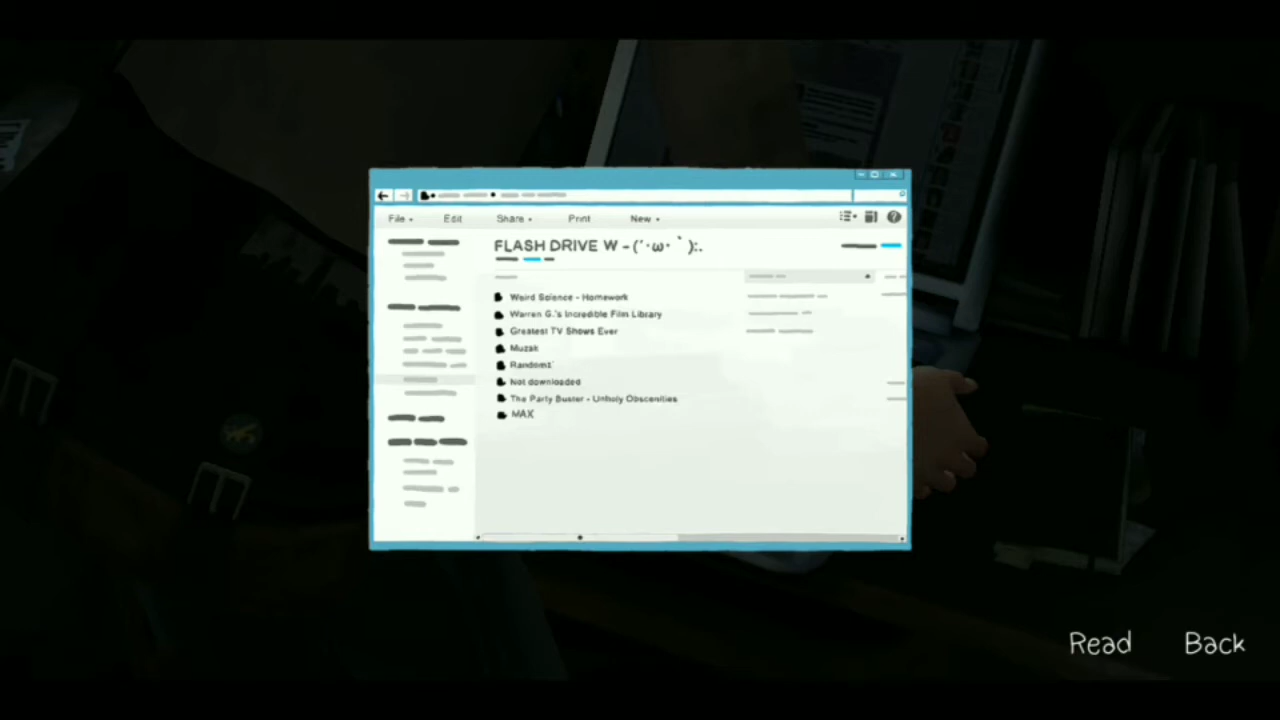 File Edit Share Print New
FLASH DRIVE W -(´·ω·`):.
Weird Science - Homework
Warren G.'s Incredible Film Library
Greatest TV Shows Ever
Muzak
Randomz
Not downloaded
The Party Buster - Unholy Obscenities
MAX
Read Back